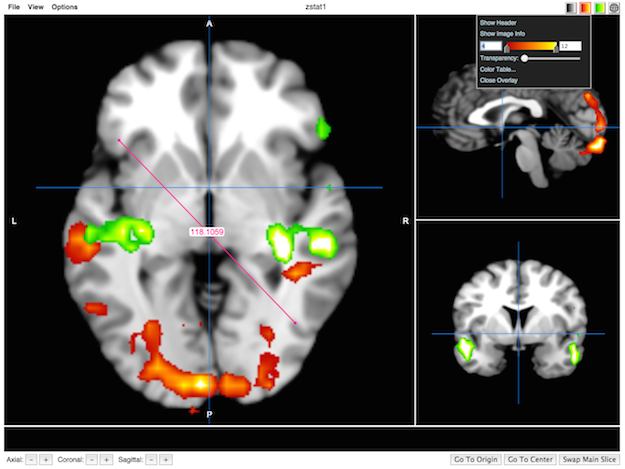 File View Options zstat1
Show Header
Show Image Info
4 12
Transparency:
Color Table...
Close Overlay
A
L
R
118.1059
P
Axial: - + Coronal: - + Sagittal: - + Go To Origin Go To Center Swap Main Slice